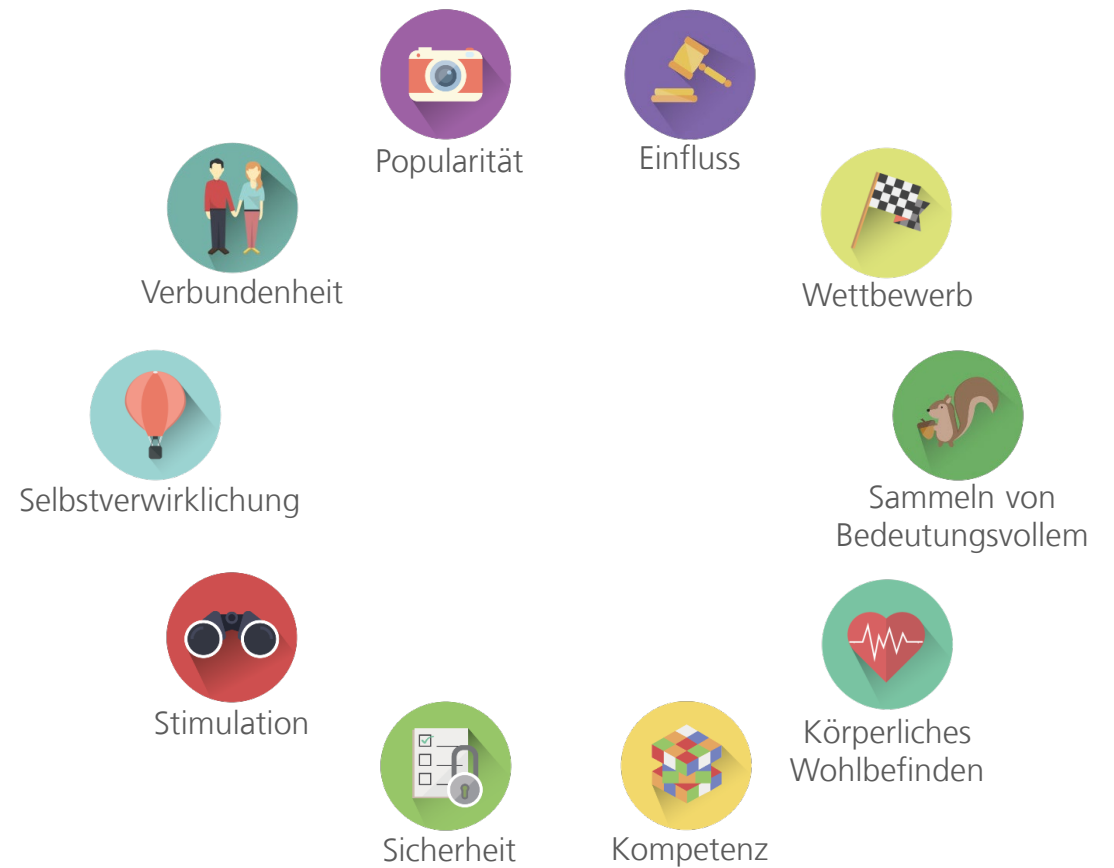 Popularität
Einfluss
Verbundenheit
Wettbewerb
Selbstverwirklichung
Sammeln von
Bedeutungsvollem
Stimulation
Körperliches
Wohlbefinden
Sicherheit
Kompetenz